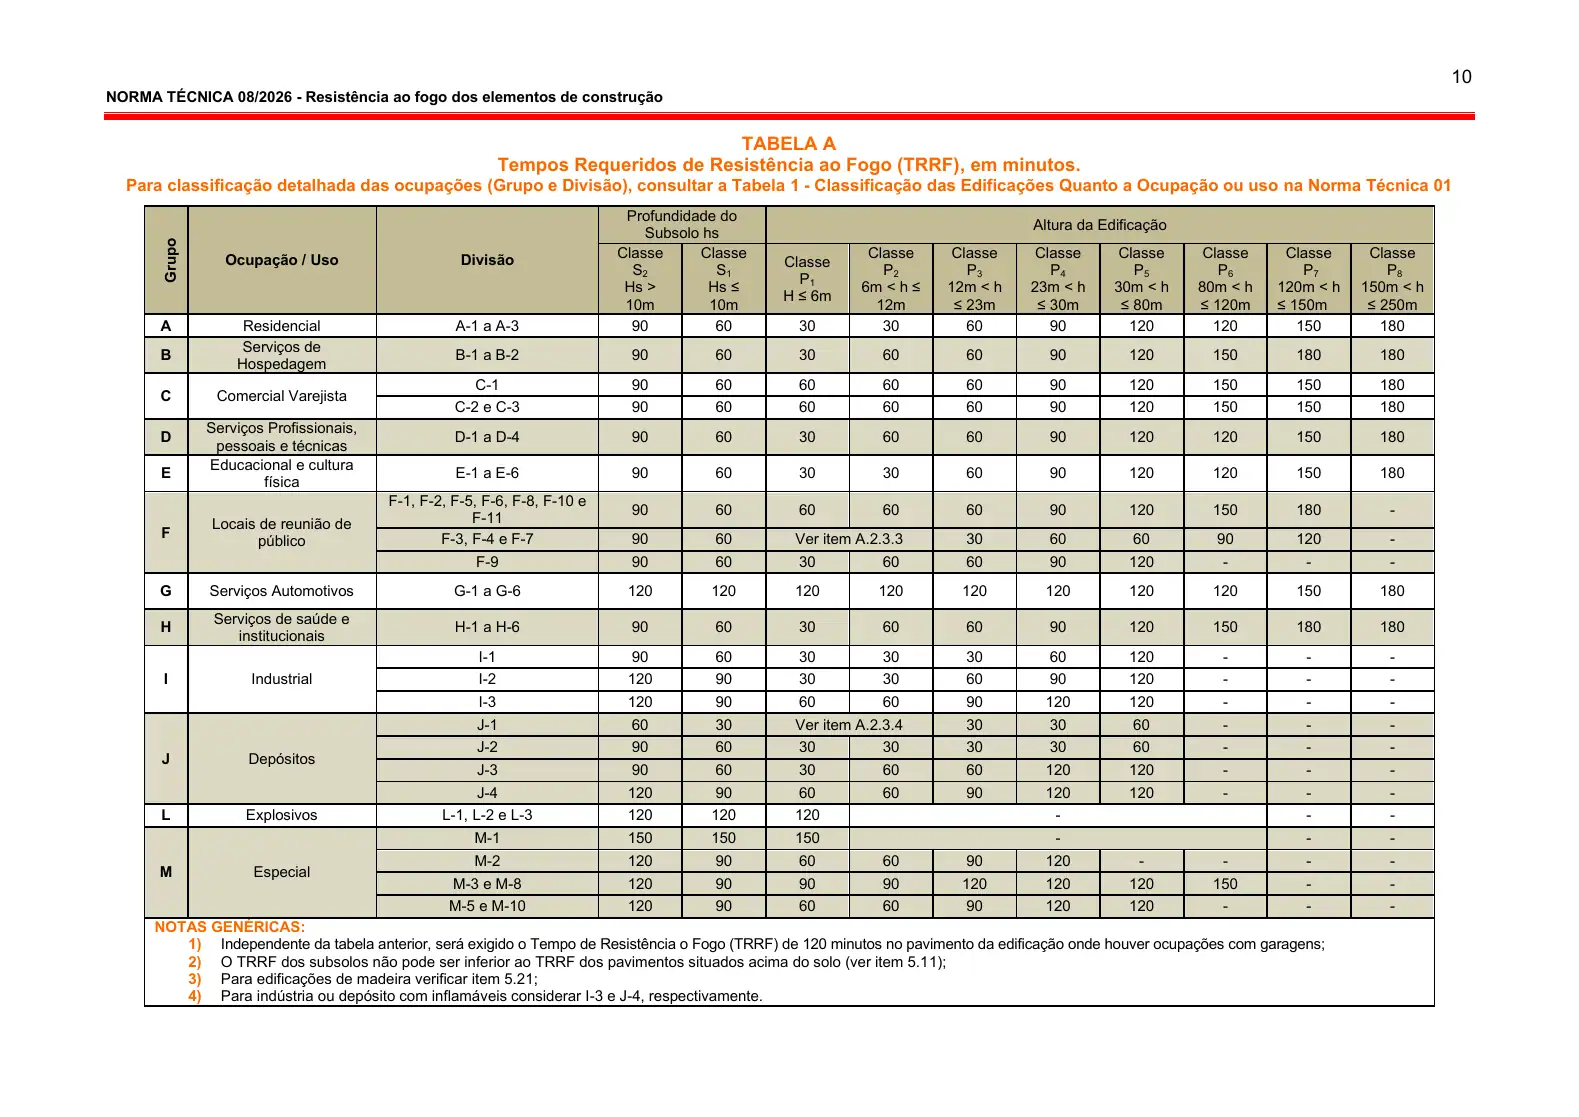 10
NORMA TÉCNICA 08/2026 - Resistência ao fogo dos elementos de construção
TABELA A
Tempos Requeridos de Resistência ao Fogo (TRRF), em minutos.
Para classificação detalhada das ocupações (Grupo e Divisão), consultar a Tabela 1 - Classificação das Edificações Quanto a Ocupação ou uso na Norma Técnica 01
Grupo Ocupação / Uso Divisão Profundidade do Subsolo hs Altura da Edificação
Classe S2 Hs > 10m Classe S1 Hs ≤ 10m Classe P1 H ≤ 6m Classe P2 6m < h ≤ 12m Classe P3 12m < h ≤ 23m Classe P4 23m < h ≤ 30m Classe P5 30m < h ≤ 80m Classe P6 80m < h ≤ 120m Classe P7 120m < h ≤ 150m Classe P8 150m < h ≤ 250m
A Residencial A-1 a A-3 90 60 30 30 60 90 120 120 150 180
B Serviços de Hospedagem B-1 a B-2 90 60 30 60 60 90 120 150 180 180
C Comercial Varejista C-1 90 60 60 60 60 90 120 150 150 180
C-2 e C-3 90 60 60 60 60 90 120 150 150 180
D Serviços Profissionais, pessoais e técnicas D-1 a D-4 90 60 30 60 60 90 120 120 150 180
E Educacional e cultura física E-1 a E-6 90 60 30 30 60 90 120 120 150 180
F Locais de reunião de público F-1, F-2, F-5, F-6, F-8, F-10 e F-11 90 60 60 60 60 90 120 150 180 -
F-3, F-4 e F-7 90 60 Ver item A.2.3.3 30 60 60 90 120 -
F-9 90 60 30 60 60 90 120 - - -
G Serviços Automotivos G-1 a G-6 120 120 120 120 120 120 120 120 150 180
H Serviços de saúde e institucionais H-1 a H-6 90 60 30 60 60 90 120 150 180 180
I Industrial I-1 90 60 30 30 30 60 120 - - -
I-2 120 90 30 30 60 90 120 - - -
I-3 120 90 60 60 90 120 120 - - -
J Depósitos J-1 60 30 Ver item A.2.3.4 30 30 60 - - -
J-2 90 60 30 30 30 30 60 - - -
J-3 90 60 30 60 60 120 120 - - -
J-4 120 90 60 60 90 120 120 - - -
L Explosivos L-1, L-2 e L-3 120 120 120 - - -
M Especial M-1 150 150 150 - - -
M-2 120 90 60 60 90 120 - - - -
M-3 e M-8 120 90 90 90 120 120 120 150 - -
M-5 e M-10 120 90 60 60 90 120 120 - - -
NOTAS GENÉRICAS:
1) Independente da tabela anterior, será exigido o Tempo de Resistência o Fogo (TRRF) de 120 minutos no pavimento da edificação onde houver ocupações com garagens;
2) O TRRF dos subsolos não pode ser inferior ao TRRF dos pavimentos situados acima do solo (ver item 5.11);
3) Para edificações de madeira verificar item 5.21;
4) Para indústria ou depósito com inflamáveis considerar I-3 e J-4, respectivamente.